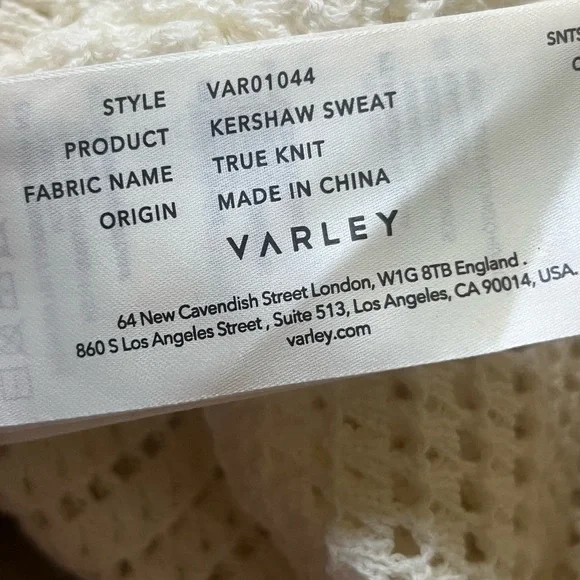 STYLE VAR01044
PRODUCT KERSHAW SWEAT
FABRIC NAME TRUE KNIT
ORIGIN MADE IN CHINA
VARLEY
64 New Cavendish Street London, W1G 8TB England .
860 S Los Angeles Street , Suite 513, Los Angeles, CA 90014, USA.
varley.com
SNTS